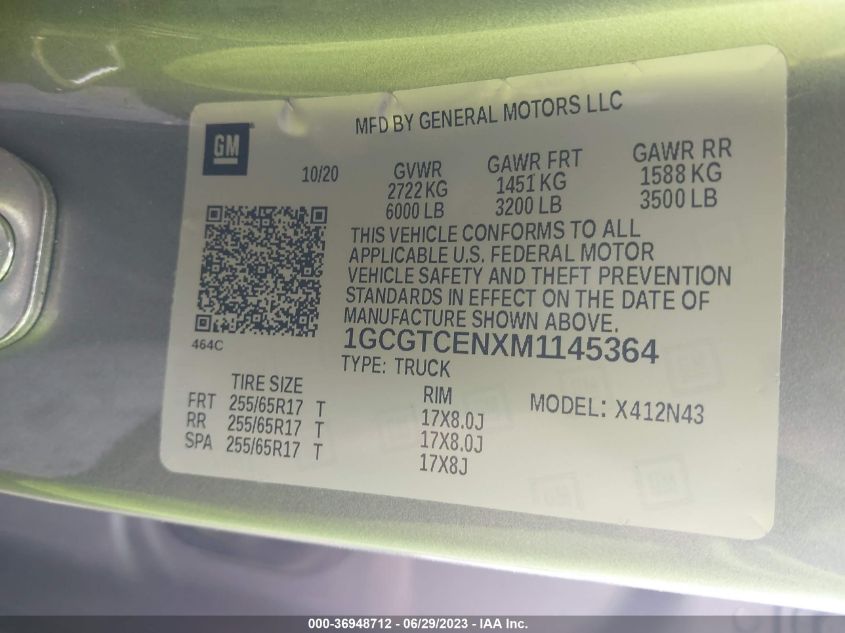 MFD BY GENERAL MOTORS LLC
GM
10/20
GVWR
2722 KG
6000 LB
GAWR FRT
1451 KG
3200 LB
GAWR RR
1588 KG
3500 LB
THIS VEHICLE CONFORMS TO ALL
APPLICABLE U.S. FEDERAL MOTOR
VEHICLE SAFETY AND THEFT PREVENTION
STANDARDS IN EFFECT ON THE DATE OF
MANUFACTURE SHOWN ABOVE.
464C
1GCGTCENXM1145364
TYPE: TRUCK
TIRE SIZE
RIM
MODEL: X412N43
FRT 255/65R17 T 17X8.0J
RR 255/65R17 T 17X8.0J
SPA 255/65R17 T 17X8J
000-36948712 - 06/29/2023 - IAA Inc.